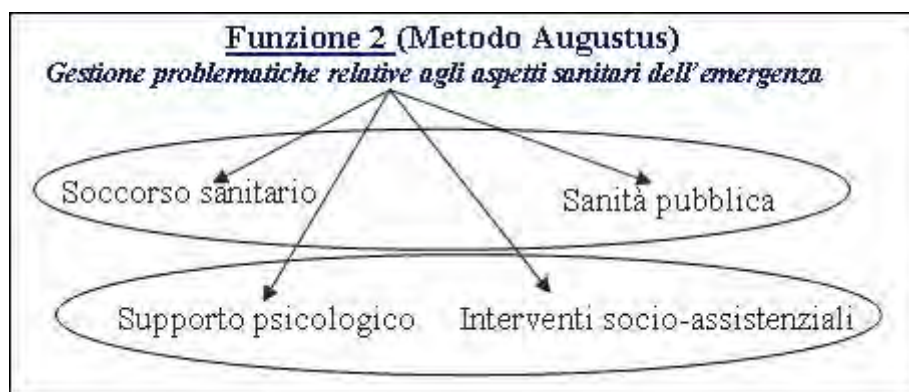 Funzione 2 (Metodo Augustus)
Gestione problematiche relative agli aspetti sanitari dell'emergenza
Soccorso sanitario
Sanità pubblica
Supporto psicologico
Interventi socio-assistenziali